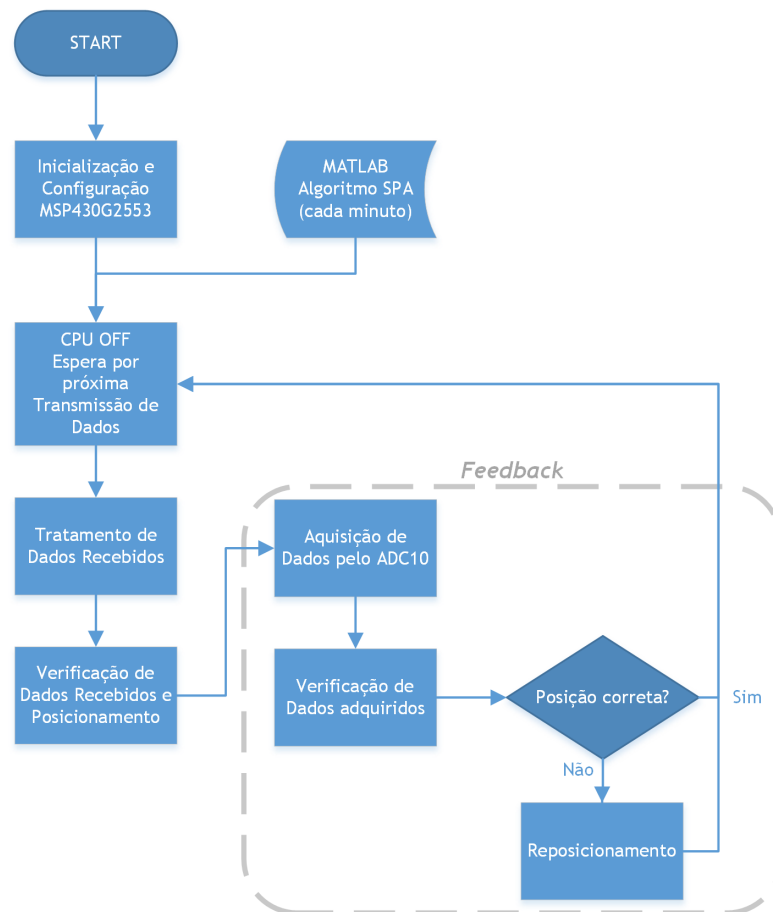 START
Inicialização e
Configuração
MSP430G2553
MATLAB
Algoritmo SPA
(cada minuto)
CPU OFF
Espera por
próxima
Transmissão de
Dados
Feedback
Tratamento de
Dados Recebidos
Aquisição de
Dados pelo ADC10
Verificação de
Dados Recebidos e
Posicionamento
Verificação de
Dados adquiridos
Posição correta?
Sim
Não
Reposicionamento